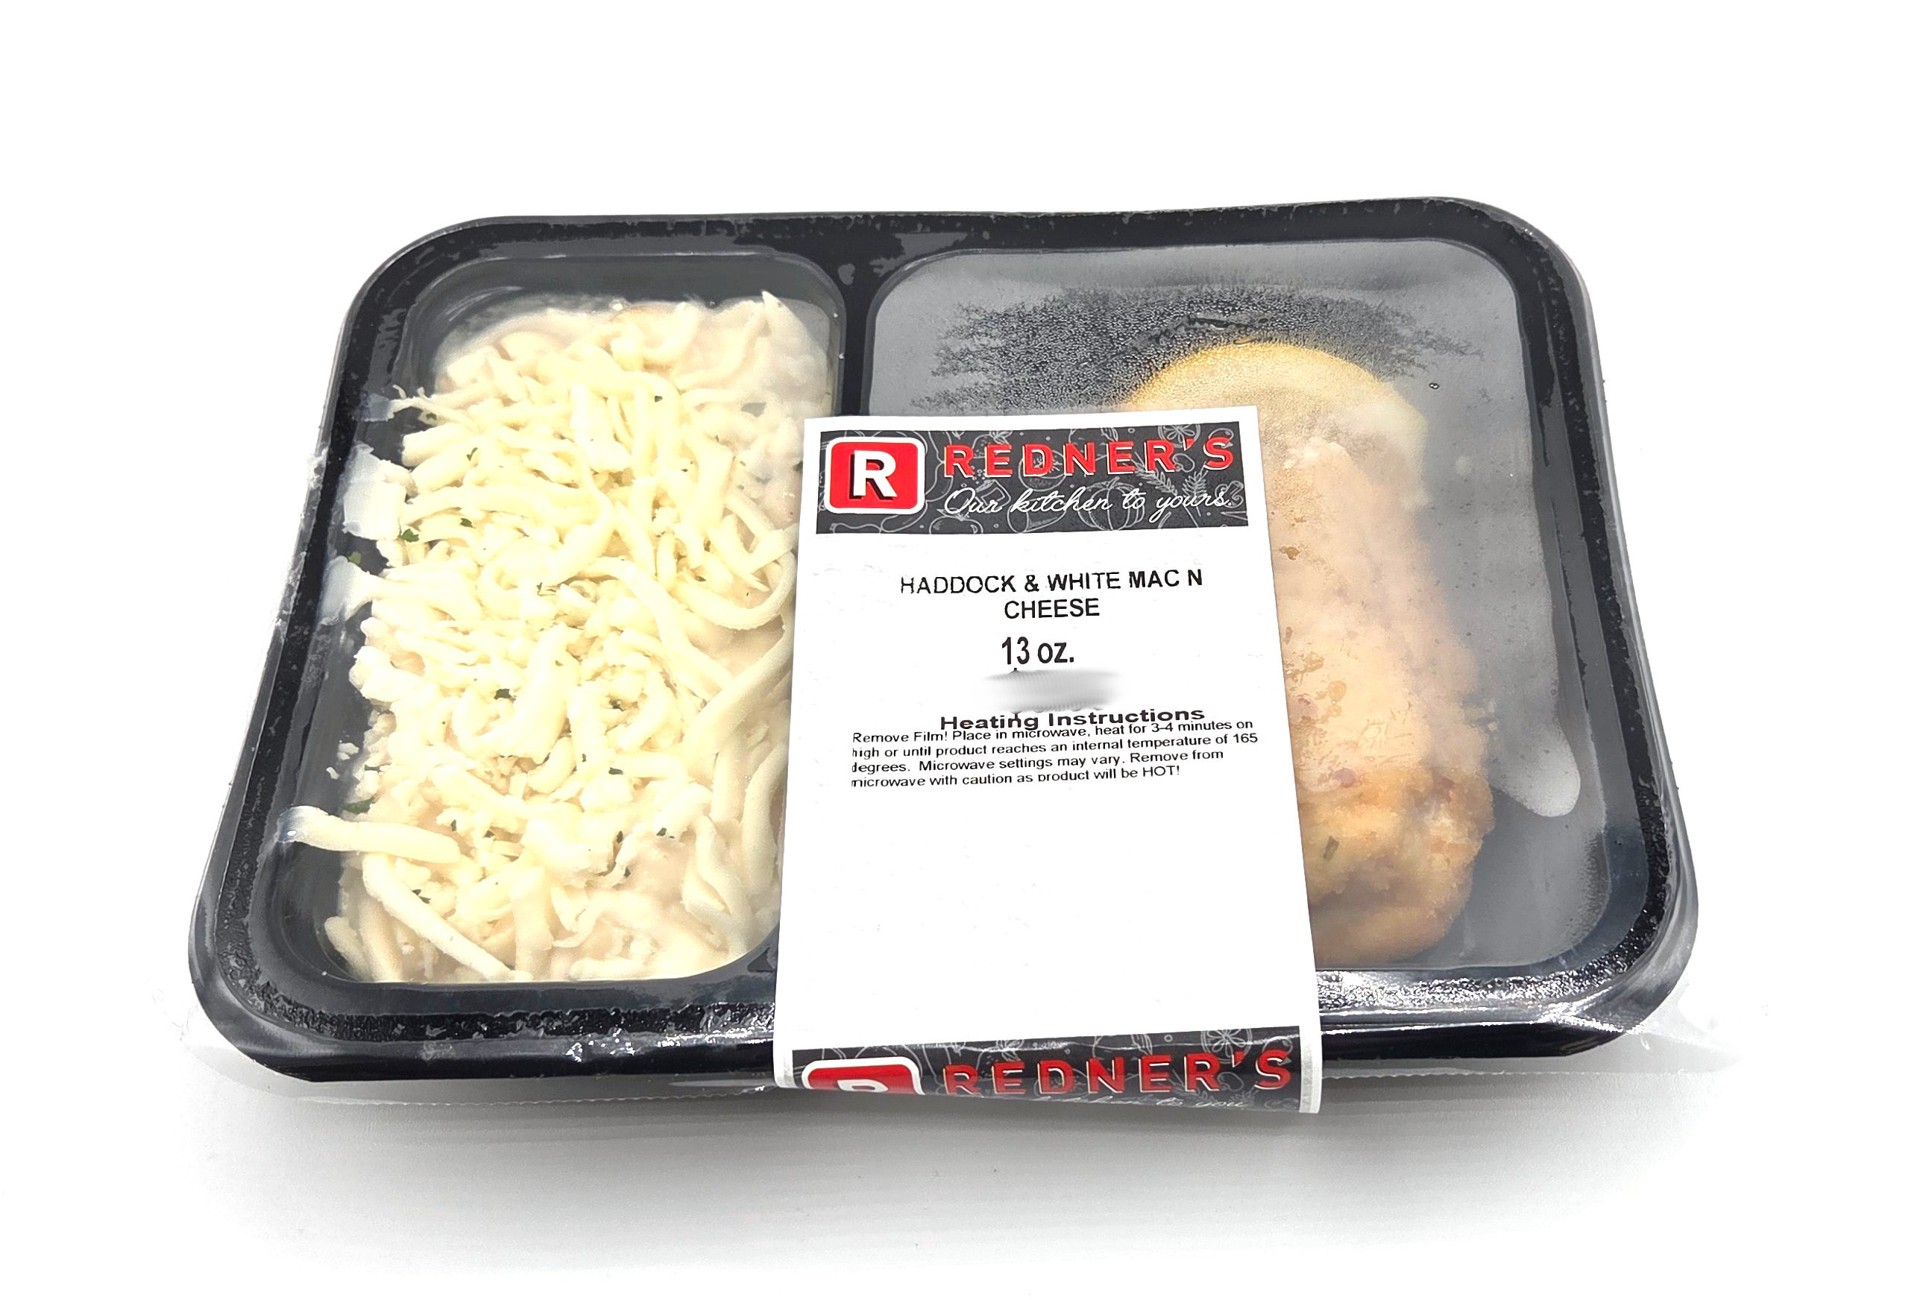 R
REDNER'S
Our kitchen to yours.
HADDOCK & WHITE MAC N
CHEESE
13 oz.
Heating Instructions
Remove Film! Place in microwave, heat for 3-4 minutes on
high or until product reaches an internal temperature of 165
degrees. Microwave settings may vary. Remove from
microwave with caution as product will be HOT!
R
REDNER'S